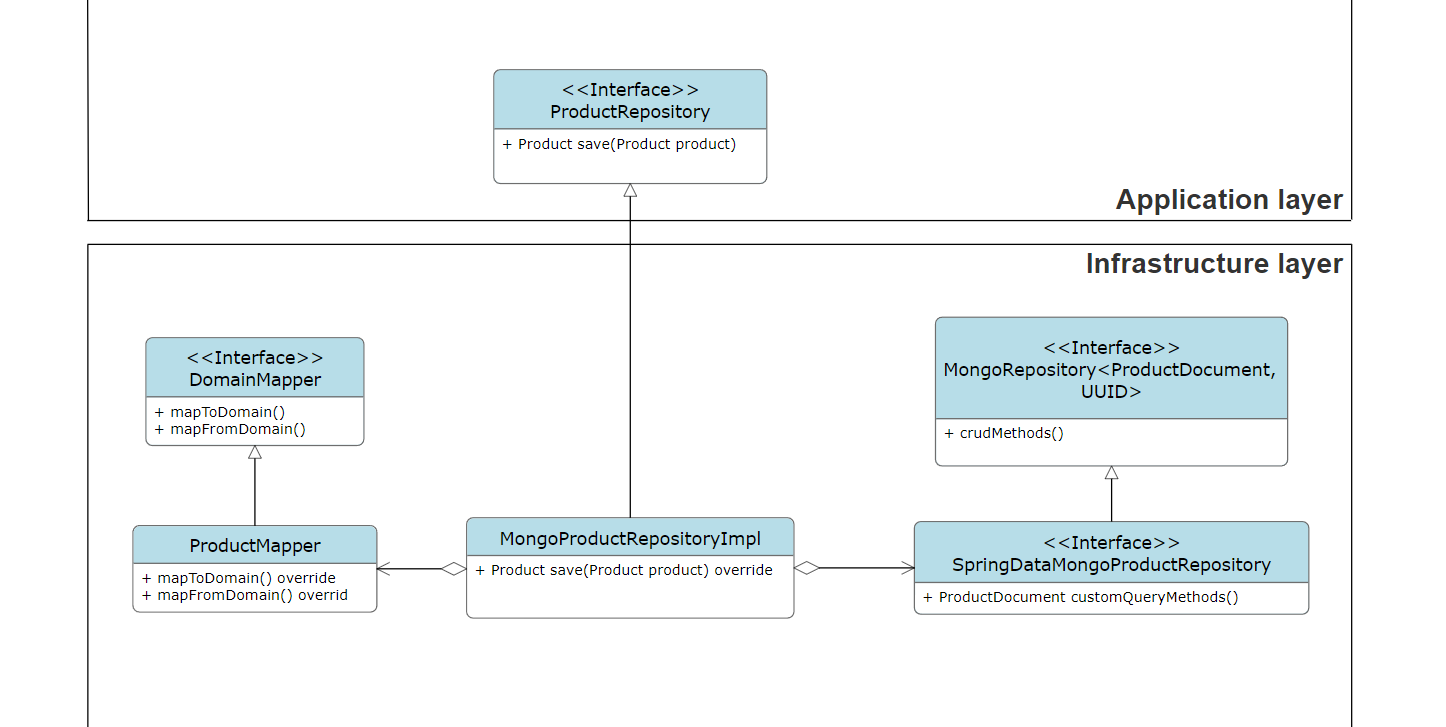 <<Interface>>
ProductRepository
+ Product save(Product product)
Application layer
Infrastructure layer
<<Interface>>
DomainMapper
+ mapToDomain()
+ mapFromDomain()
<<Interface>>
MongoRepository<ProductDocument,
UUID>
+ crudMethods()
ProductMapper
+ mapToDomain() override
+ mapFromDomain() overrid
MongoProductRepositoryImpl
+ Product save(Product product) override
<<Interface>>
SpringDataMongoProductRepository
+ ProductDocument customQueryMethods()